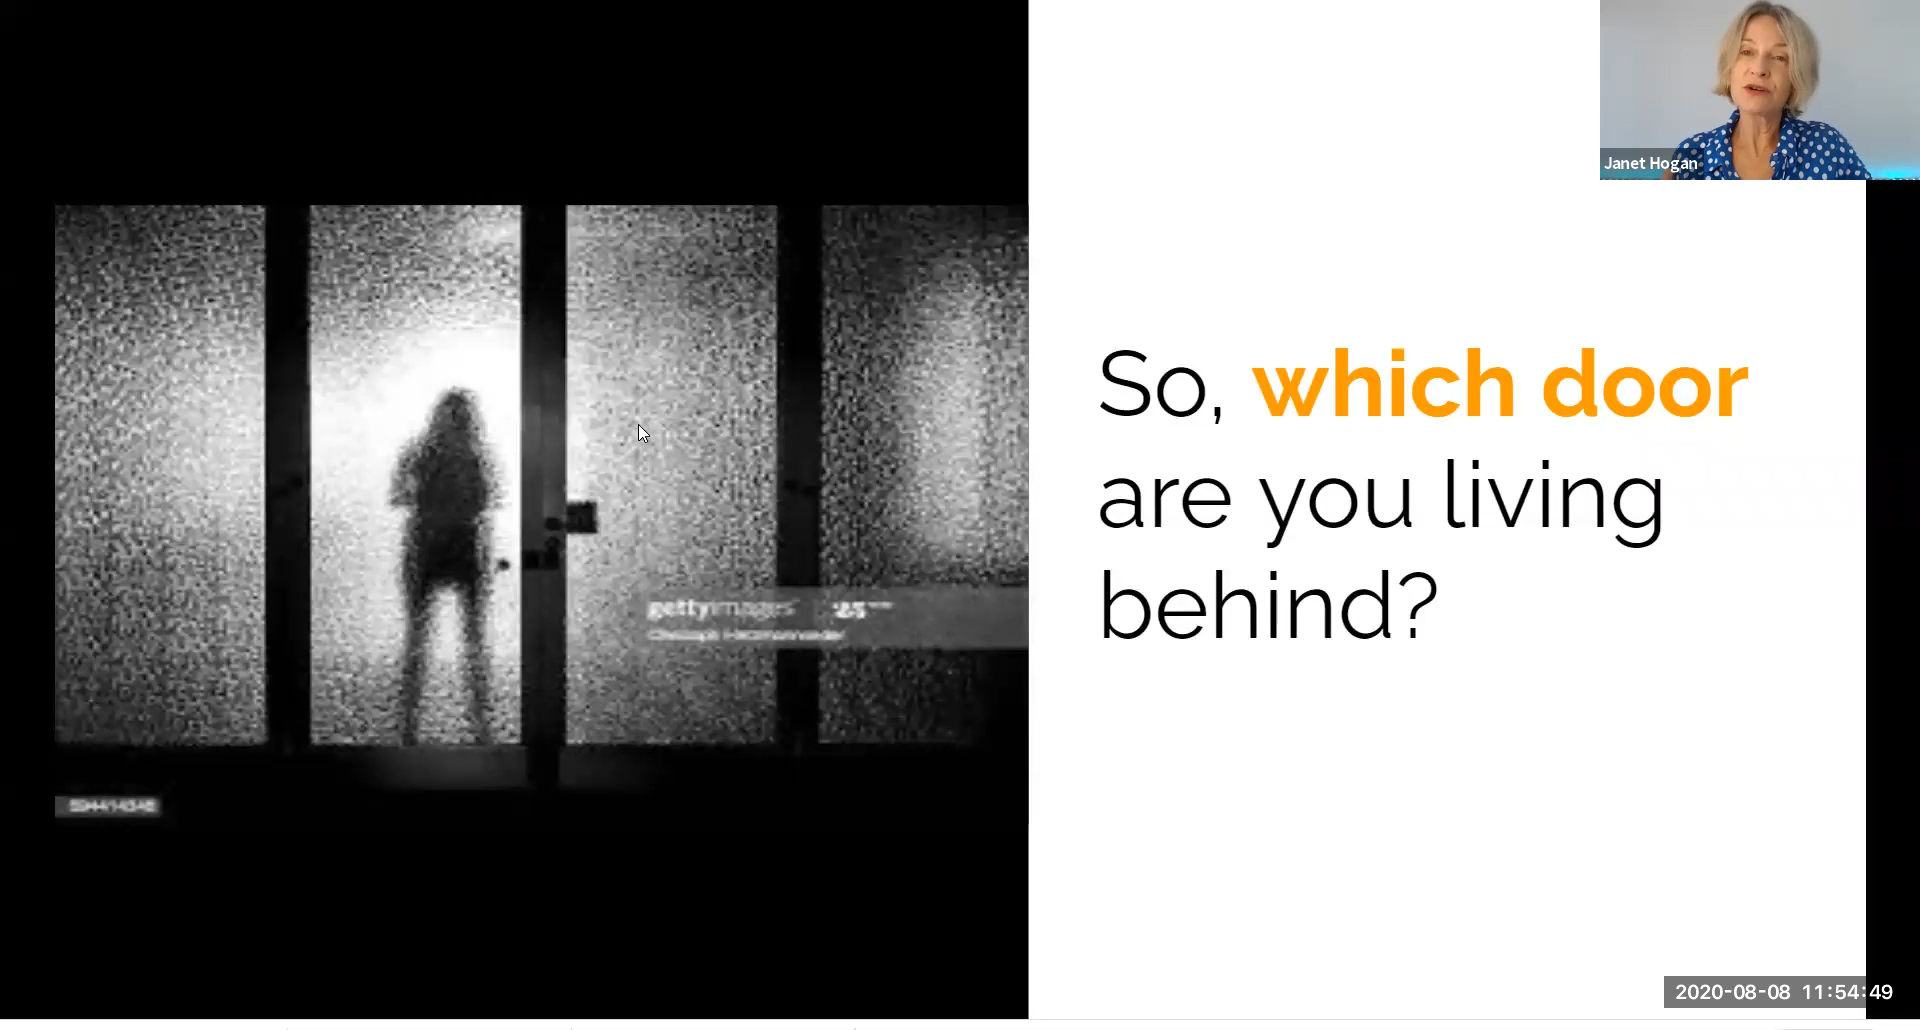 Janet Hogan
So, which door
are you living
behind?
gettyimages
2020-08-08 11:54:49